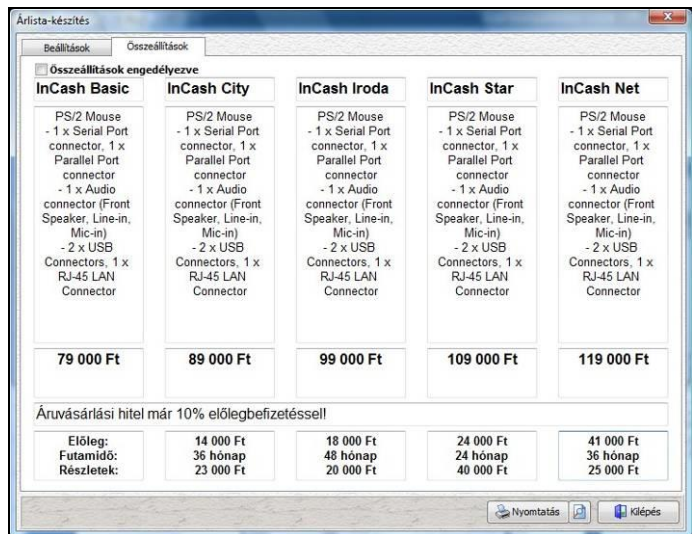 Árlista-készítés
Beállítások
Összeállítások
Összeállítások engedélyezve
InCash Basic
InCash City
InCash Iroda
InCash Star
InCash Net
PS/2 Mouse
- 1 x Serial Port
connector, 1 x
Parallel Port
connector
- 1 x Audio
connector (Front
Speaker, Line-in,
Mic-in)
- 2 x USB
Connectors, 1 x
RJ-45 LAN
Connector
PS/2 Mouse
- 1 x Serial Port
connector, 1 x
Parallel Port
connector
- 1 x Audio
connector (Front
Speaker, Line-in,
Mic-in)
- 2 x USB
Connectors, 1 x
RJ-45 LAN
Connector
PS/2 Mouse
- 1 x Serial Port
connector, 1 x
Parallel Port
connector
- 1 x Audio
connector (Front
Speaker, Line-in,
Mic-in)
- 2 x USB
Connectors, 1 x
RJ-45 LAN
Connector
PS/2 Mouse
- 1 x Serial Port
connector, 1 x
Parallel Port
connector
- 1 x Audio
connector (Front
Speaker, Line-in,
Mic-in)
- 2 x USB
Connectors, 1 x
RJ-45 LAN
Connector
PS/2 Mouse
- 1 x Serial Port
connector, 1 x
Parallel Port
connector
- 1 x Audio
connector (Front
Speaker, Line-in,
Mic-in)
- 2 x USB
Connectors, 1 x
RJ-45 LAN
Connector
79 000 Ft
89 000 Ft
99 000 Ft
109 000 Ft
119 000 Ft
Áruvásárlási hitel már 10% előlegbefizetéssel!
Előleg:
Futamidő:
Részletek:
14 000 Ft
36 hónap
23 000 Ft
18 000 Ft
48 hónap
20 000 Ft
24 000 Ft
24 hónap
40 000 Ft
41 000 Ft
36 hónap
25 000 Ft
Nyomtatás
Kilépés